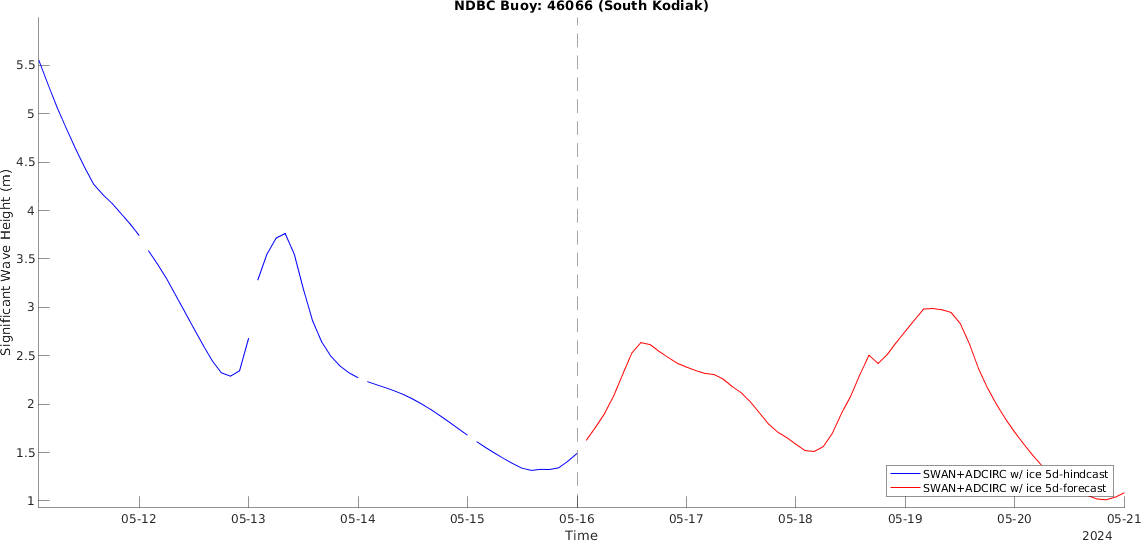 NDBC Buoy: 46066 (South Kodiak)
Significant Wave Height (m)
5.5
5
4.5
4
3.5
3
2.5
2
1.5
1
SWAN+ADCIRC w/ ice 5d-hindcast
SWAN+ADCIRC w/ ice 5d-forecast
05-12 05-13 05-14 05-15 05-16 05-17 05-18 05-19 05-20 05-21
Time
2024